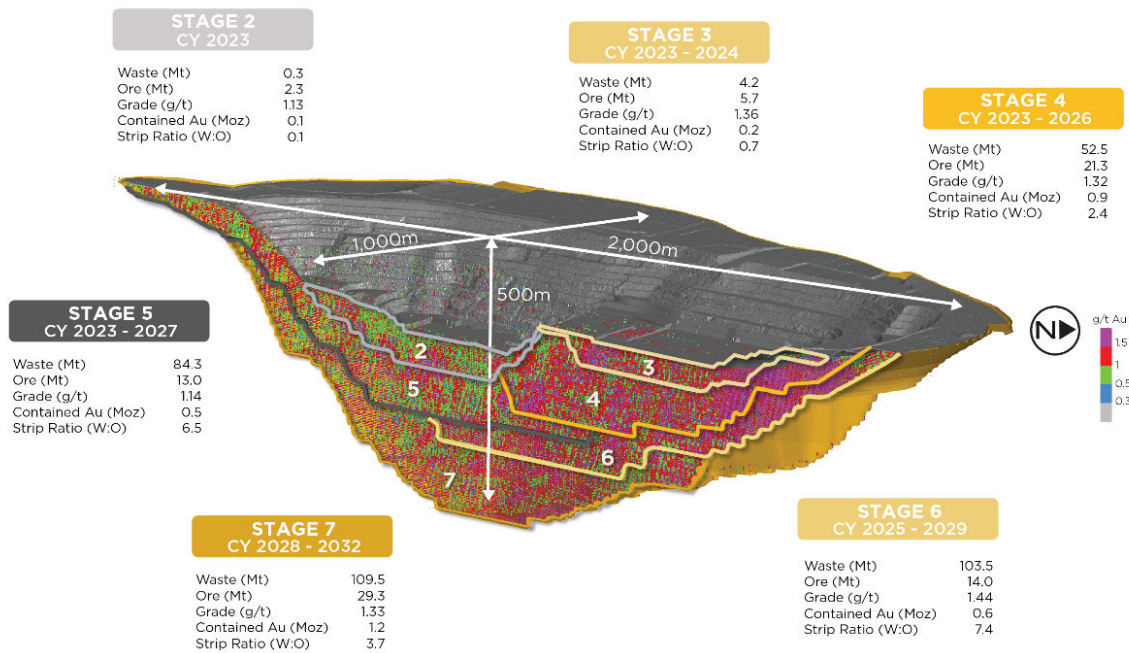 STAGE 2
CY 2023
Waste (Mt) 0.3
Ore (Mt) 2.3
Grade (g/t) 1.13
Contained Au (Moz) 0.1
Strip Ratio (W:O) 0.1
STAGE 3
CY 2023 - 2024
Waste (Mt) 4.2
Ore (Mt) 5.7
Grade (g/t) 1.36
Contained Au (Moz) 0.2
Strip Ratio (W:O) 0.7
STAGE 4
CY 2023 - 2026
Waste (Mt) 52.5
Ore (Mt) 21.3
Grade (g/t) 1.32
Contained Au (Moz) 0.9
Strip Ratio (W:O) 2.4
1,000m
2,000m
500m
STAGE 5
CY 2023 - 2027
Waste (Mt) 84.3
Ore (Mt) 13.0
Grade (g/t) 1.14
Contained Au (Moz) 0.5
Strip Ratio (W:O) 6.5
2
3
5
4
6
7
N
g/t Au
1.5
1
0.5
0.3
STAGE 7
CY 2028 - 2032
Waste (Mt) 109.5
Ore (Mt) 29.3
Grade (g/t) 1.33
Contained Au (Moz) 1.2
Strip Ratio (W:O) 3.7
STAGE 6
CY 2025 - 2029
Waste (Mt) 103.5
Ore (Mt) 14.0
Grade (g/t) 1.44
Contained Au (Moz) 0.6
Strip Ratio (W:O) 7.4